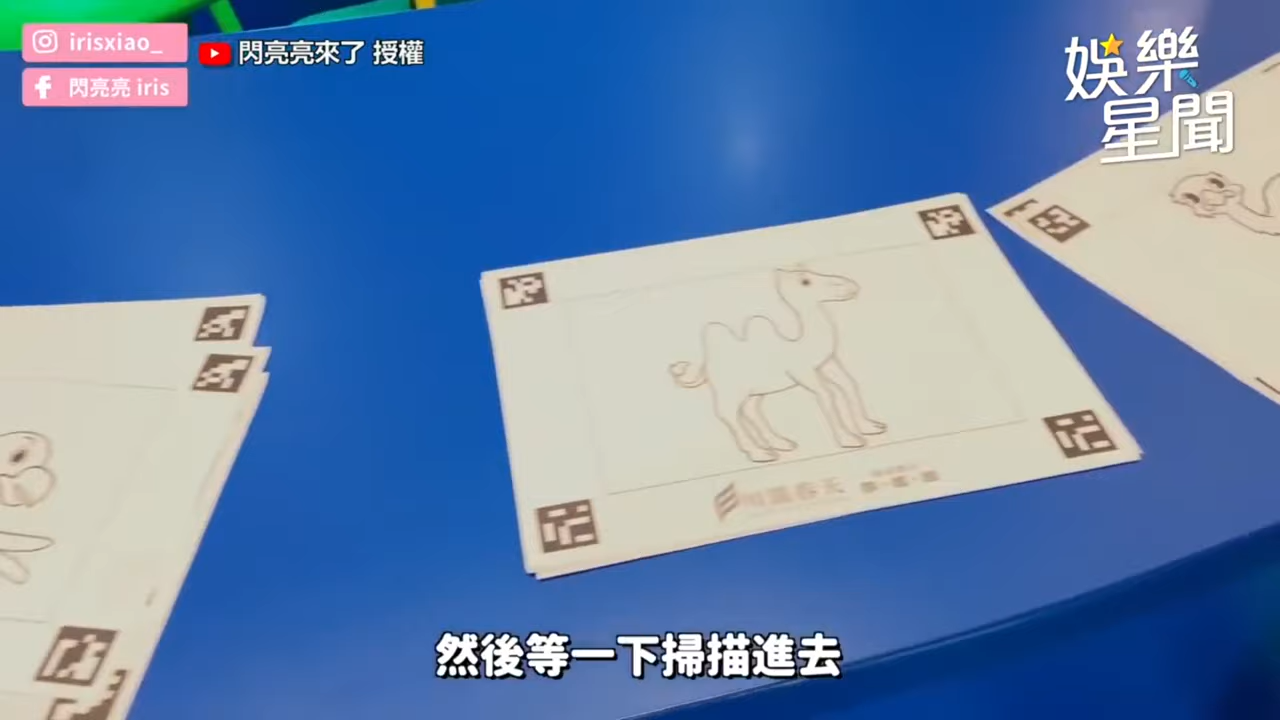 irisxiao_
閃亮亮來了 授權
閃亮亮 iris
娛樂
星聞
然後等一下掃描進去